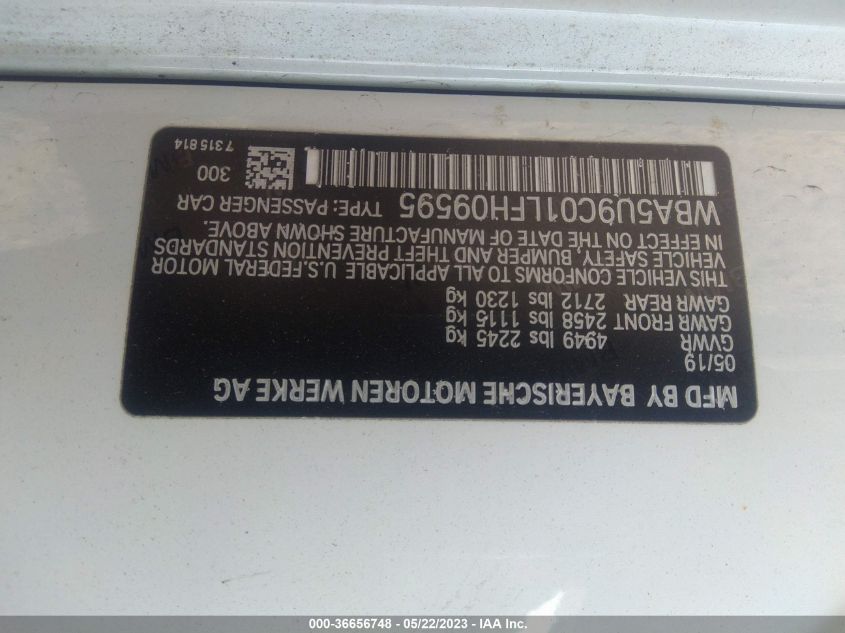 MFD BY BAYERISCHE MOTOREN WERKE AG
05/19
GVWR 4949 lbs 2245 kg
GAWR FRONT 2458 lbs 1115 kg
GAWR REAR 2712 lbs 1230 kg
THIS VEHICLE CONFORMS TO ALL APPLICABLE U.S.FEDERAL MOTOR
VEHICLE SAFETY, BUMPER AND THEFT PREVENTION STANDARDS
IN EFFECT ON THE DATE OF MANUFACTURE SHOWN ABOVE.
WBA5U9C01LFH09595 TYPE: PASSENGER CAR
300
7315814
000-36656748 - 05/22/2023 - IAA Inc.